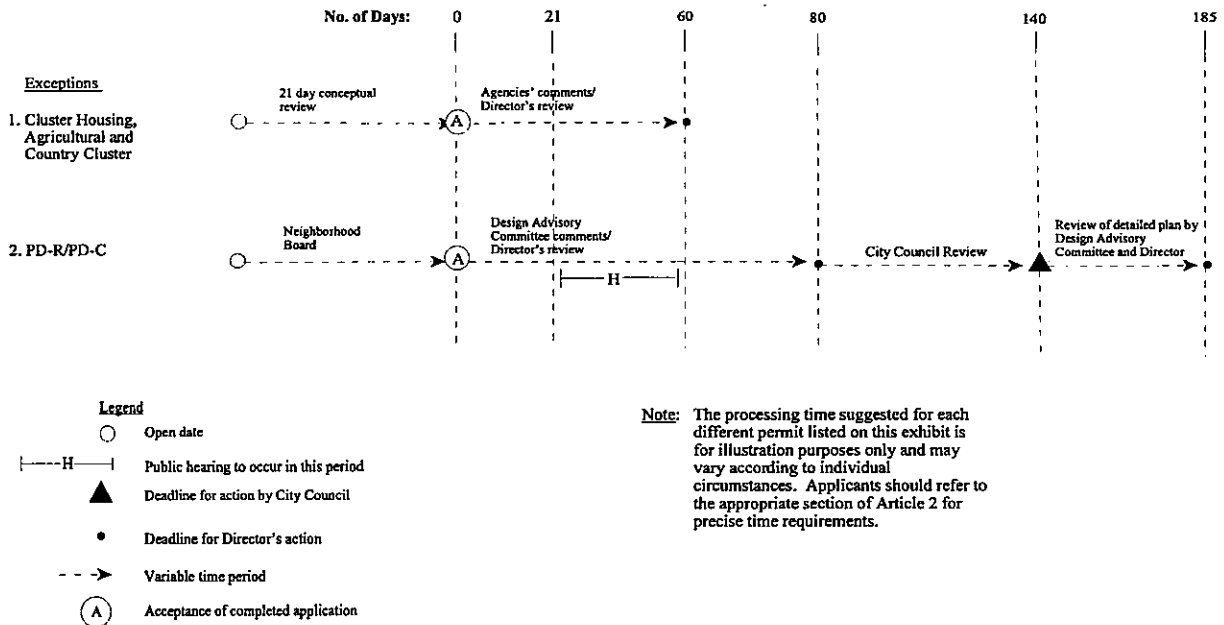 No. of Days: 0 21 60 80 140 185
Exceptions
1. Cluster Housing,
Agricultural and
Country Cluster
21 day conceptual
review
A
Agencies' comments/
Director's review
2. PD-R/PD-C
Neighborhood
Board
A
Design Advisory
Committee comments/
Director's review
H
City Council Review
Review of detailed plan by
Design Advisory
Committee and Director
Legend
Open date
H Public hearing to occur in this period
Deadline for action by City Council
Deadline for Director's action
Variable time period
A Acceptance of completed application
Note: The processing time suggested for each
different permit listed on this exhibit is
for illustration purposes only and may
vary according to individual
circumstances. Applicants should refer to
the appropriate section of Article 2 for
precise time requirements.